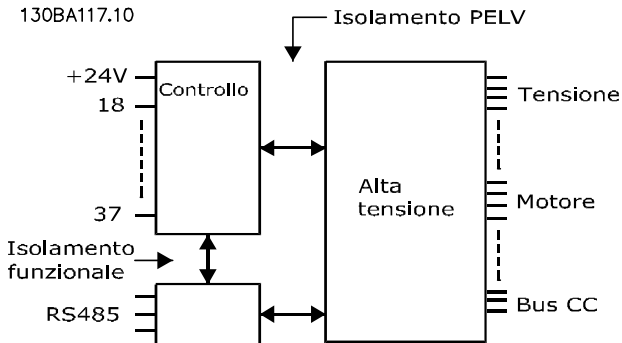 130BA117.10
Isolamento PELV
+24V
18
37
Controllo
Alta
tensione
Tensione
Motore
Bus CC
Isolamento
funzionale
RS485